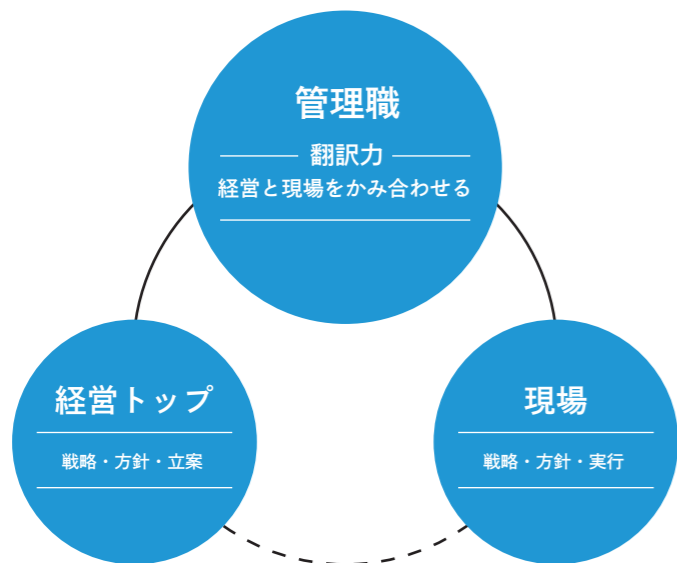 管理職
翻訳力
経営と現場をかみ合わせる
経営トップ
戦略・方針・立案
現場
戦略・方針・実行